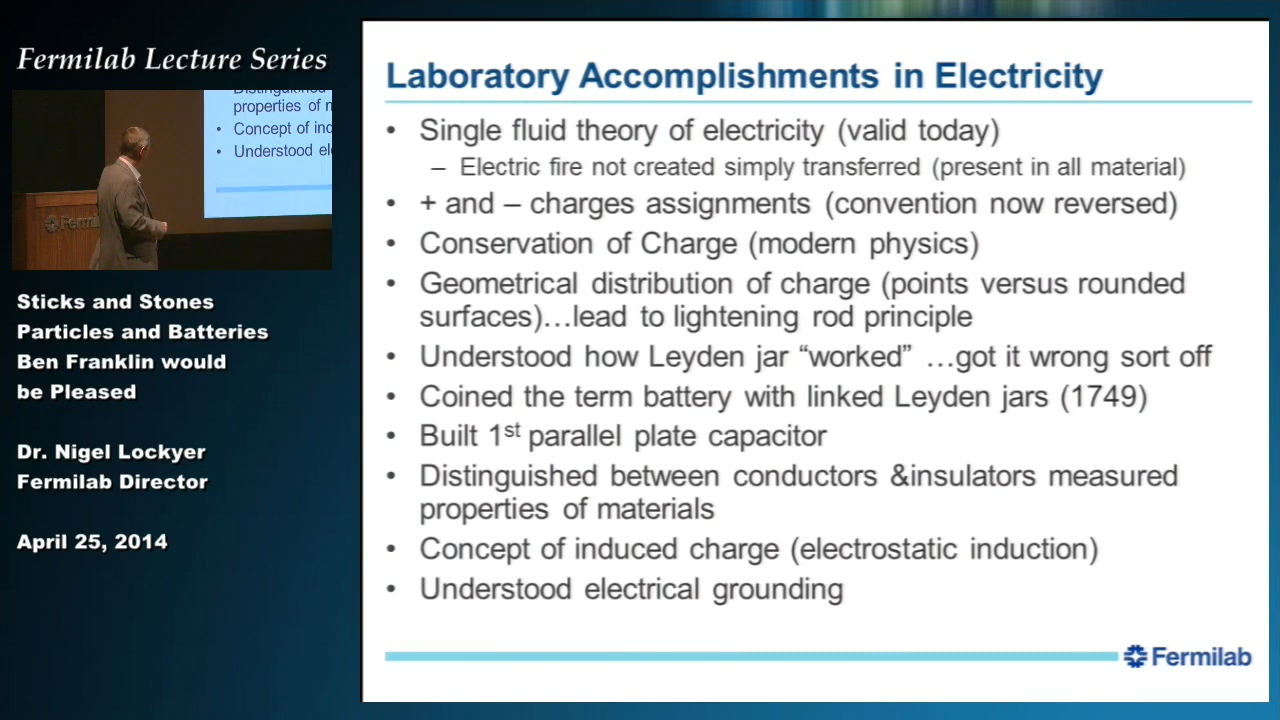 Fermilab Lecture Series
properties of
• Concept of
• Understood
Fermi
Sticks and Stones
Particles and Batteries
Ben Franklin would
be Pleased
Dr. Nigel Lockyer
Fermilab Director
April 25, 2014
Laboratory Accomplishments in Electricity
• Single fluid theory of electricity (valid today)
– Electric fire not created simply transferred (present in all material)
• + and – charges assignments (convention now reversed)
• Conservation of Charge (modern physics)
• Geometrical distribution of charge (points versus rounded
surfaces)…lead to lightening rod principle
• Understood how Leyden jar “worked” …got it wrong sort off
• Coined the term battery with linked Leyden jars (1749)
• Built 1st parallel plate capacitor
• Distinguished between conductors &insulators measured
properties of materials
• Concept of induced charge (electrostatic induction)
• Understood electrical grounding
Fermilab